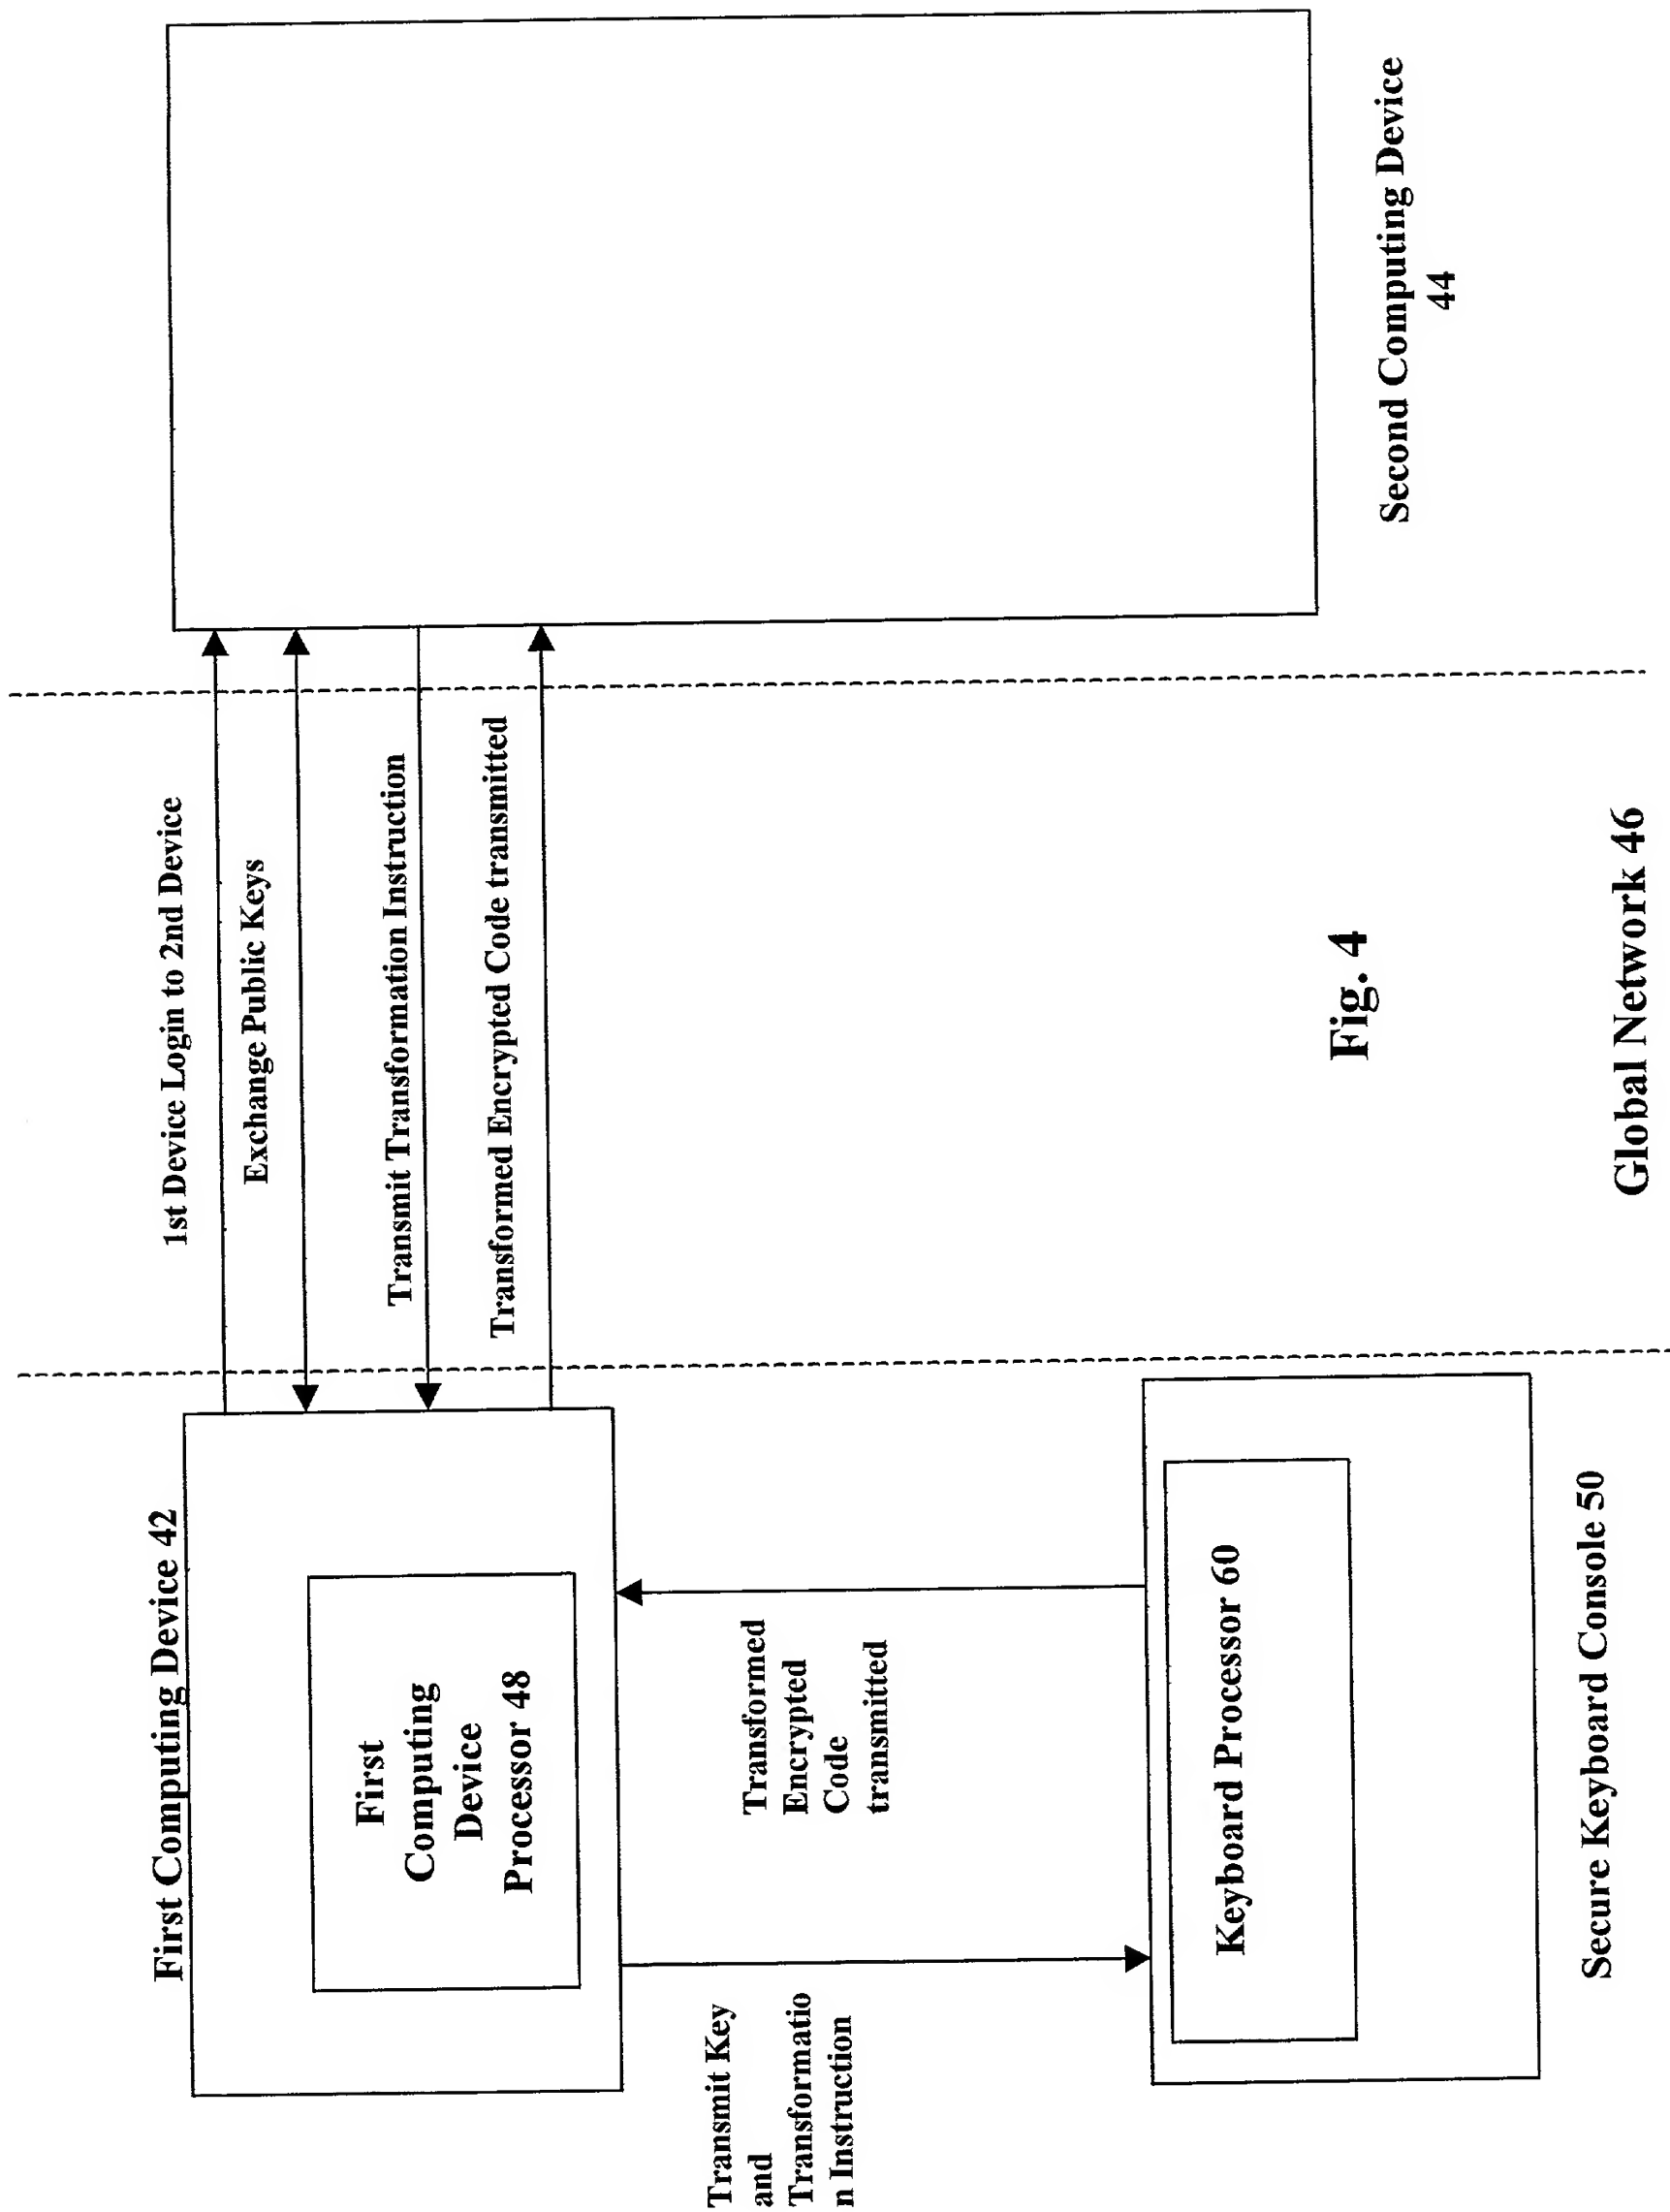 First Computing Device 42
First
Computing
Device
Processor 48
1st Device Login to 2nd Device
Exchange Public Keys
Transmit Transformation Instruction
Transformed Encrypted Code transmitted
Transmit Key
and
Transformatio
n Instruction
Transformed
Encrypted
Code
transmitted
Keyboard Processor 60
Secure Keyboard Console 50
Second Computing Device
44
Fig. 4
Global Network 46